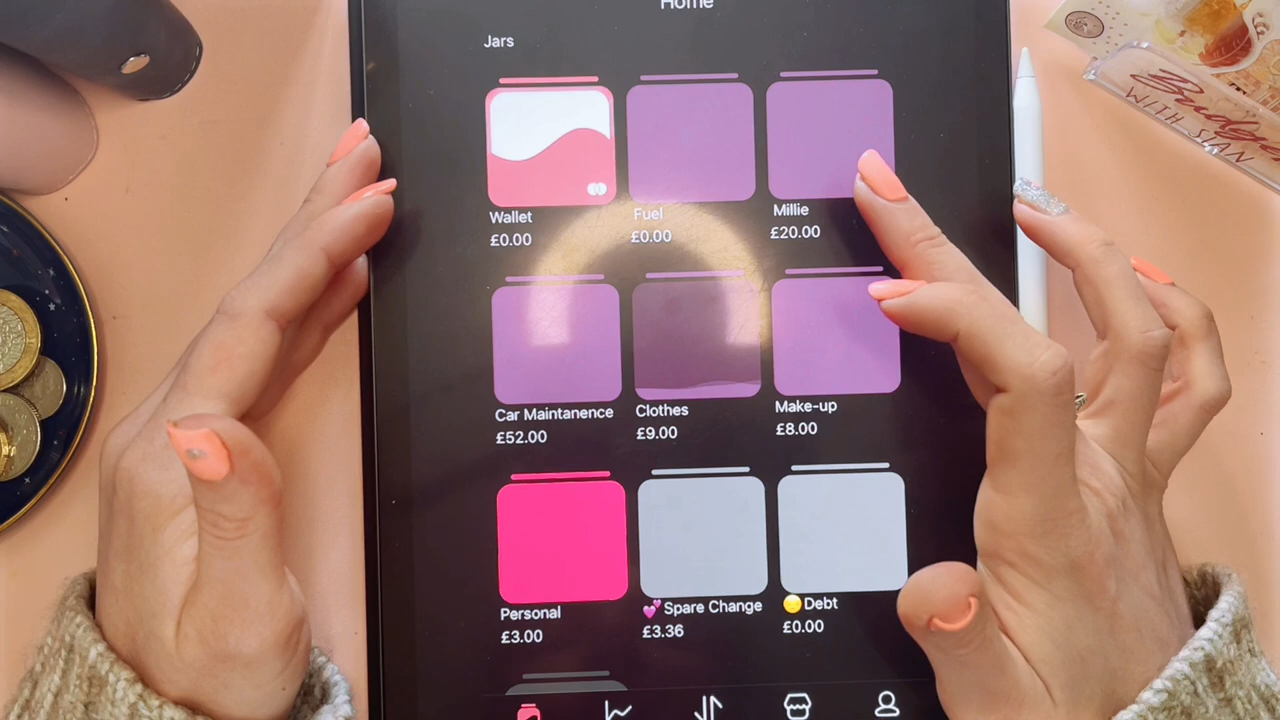 Home
Jars
Wallet
£0.00
Fuel
£0.00
Millie
£20.00
Car Maintanence
£52.00
Clothes
£9.00
Make-up
£8.00
Personal
£3.00
💕 Spare Change
£3.36
😔 Debt
£0.00
Budget
WITH SIAN